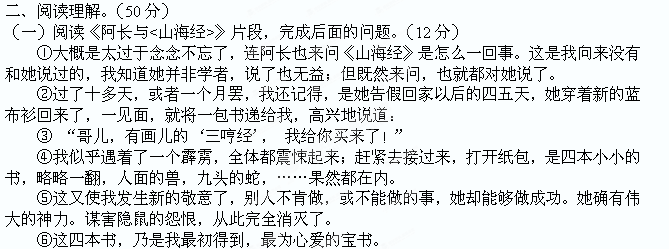 二、阅读理解。（50 分）
（一）阅读《阿长与<山海经>》片段，完成后面的问题。（12 分）
①大概是太过于念念不忘了，连阿长也来问《山海经》是怎么一回事。这是我向来没有
和她说过的，我知道她并非学者，说了也无益；但既然来问，也就都对她说了。
②过了十多天，或者一个月罢，我还记得，是她告假回家以后的四五天，她穿着新的蓝
布衫回来了，一见面，就将一包书递给我，高兴地说道：
③ “哥儿，有画儿的‘三哼经’， 我给你买来了！”
④我似乎遇着了一个霹雳，全体都震悚起来；赶紧去接过来，打开纸包，是四本小小的
书，略略一翻，人面的兽，九头的蛇，……果然都在内。
⑤这又使我发生新的敬意了，别人不肯做，或不能做的事，她却能够做成功。她确有伟
大的神力。谋害隐鼠的怨恨，从此完全消灭了。
⑥这四本书，乃是我最初得到，最为心爱的宝书。